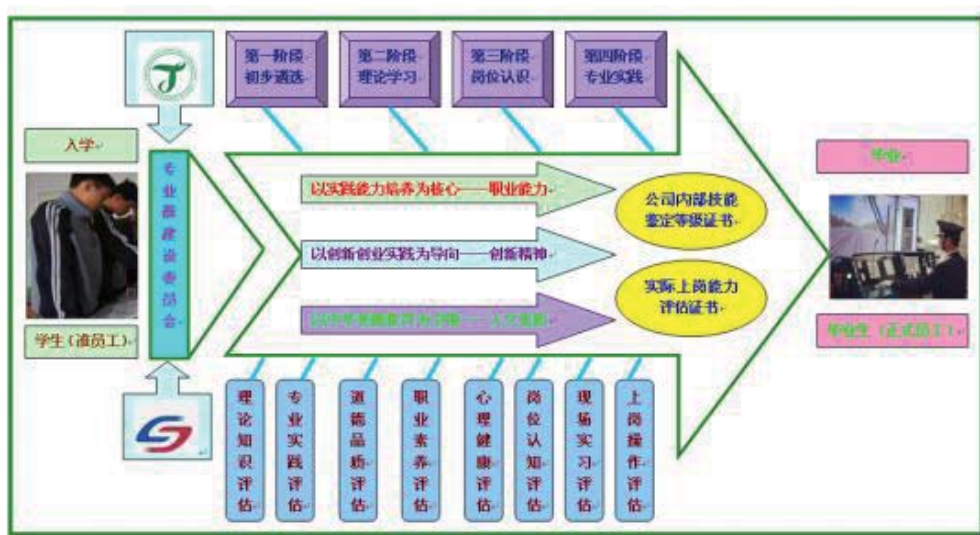 第一阶段
初步遴选
第二阶段
理论学习
第三阶段
岗位认识
第四阶段
专业实践
入学
专业群建设委员会
学生(准员工)
以实践能力培养为核心——职业能力
以创新创业实践为导向——创新精神
公司内部技能
鉴定等级证书
实际上岗能力
评估证书
毕业
毕业生(正式员工)
理论知识评估
专业实践评估
道德品质评估
职业素养评估
心理健康评估
岗位认知评估
现场实习评估
上岗操作评估